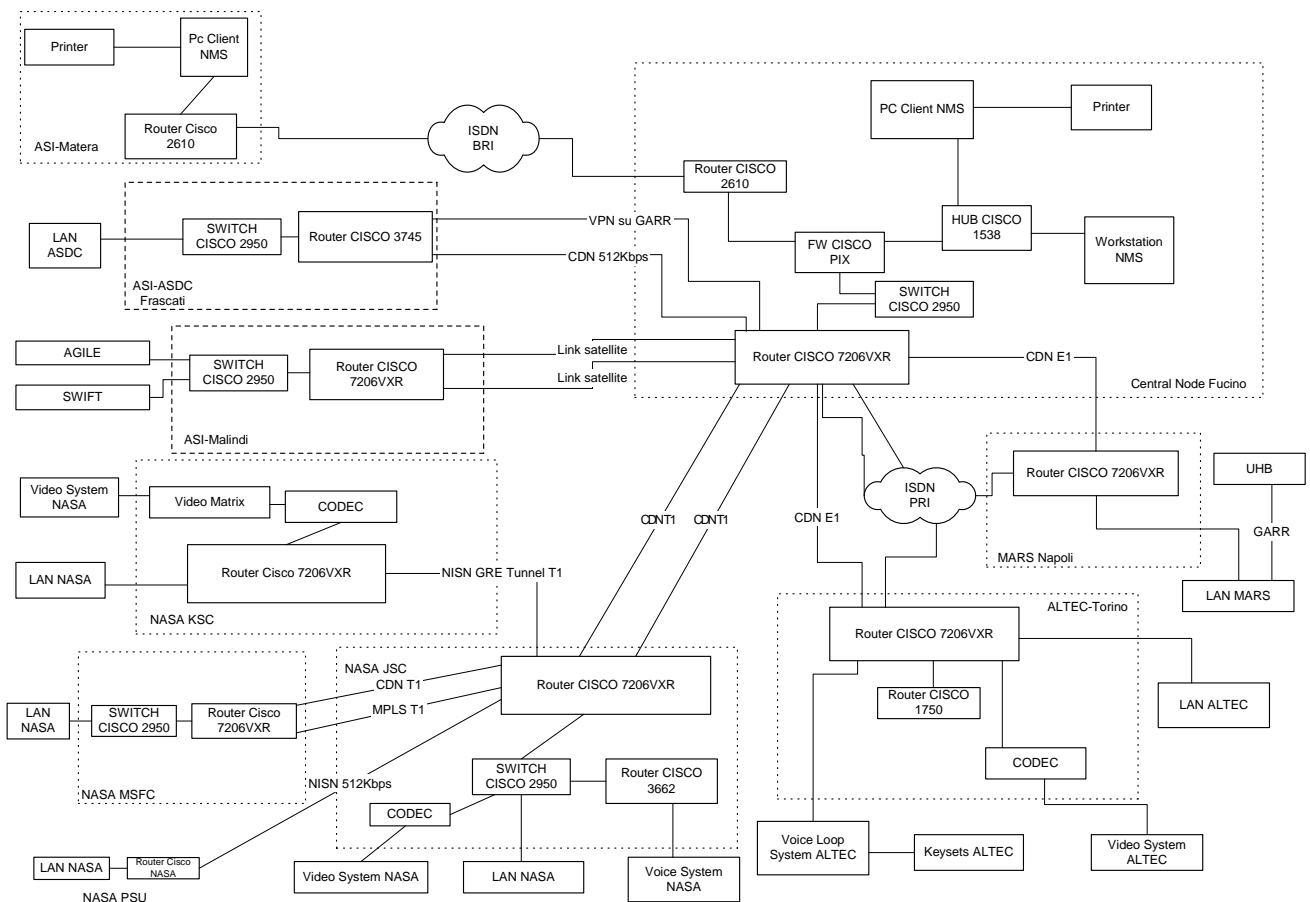 Printer
Pc Client
NMS
Router Cisco
2610
ASI-Matera
ISDN
BRI
PC Client NMS
Printer
Router CISCO
2610
HUB CISCO
1538
FW CISCO
PIX
Workstation
NMS
SWITCH
CISCO 2950
Router CISCO 7206VXR
CDN E1
Central Node Fucino
LAN
ASDC
SWITCH
CISCO 2950
Router CISCO 3745
VPN su GARR
CDN 512Kbps
ASI-ASDC
Frascati
AGILE
SWIFT
SWITCH
CISCO 2950
Router CISCO
7206VXR
Link satellite
Link satellite
ASI-Malindi
Video System
NASA
Video Matrix
CODEC
LAN NASA
Router Cisco 7206VXR
NISN GRE Tunnel T1
NASA KSC
CDNT1
CDNT1
CDN E1
ISDN
PRI
Router CISCO 7206VXR
MARS Napoli
UHB
GARR
LAN MARS
ALTEC-Torino
Router CISCO 7206VXR
Router CISCO
1750
LAN ALTEC
CODEC
Voice Loop
System ALTEC
Keysets ALTEC
Video System
ALTEC
NASA JSC
Router CISCO 7206VXR
CDN T1
MPLS T1
NISN 512Kbps
LAN
NASA
SWITCH
CISCO 2950
Router Cisco
7206VXR
NASA MSFC
SWITCH
CISCO 2950
Router CISCO
3662
CODEC
Video System NASA
LAN NASA
Voice System
NASA
LAN NASA
Router Cisco
NASA
NASA PSU